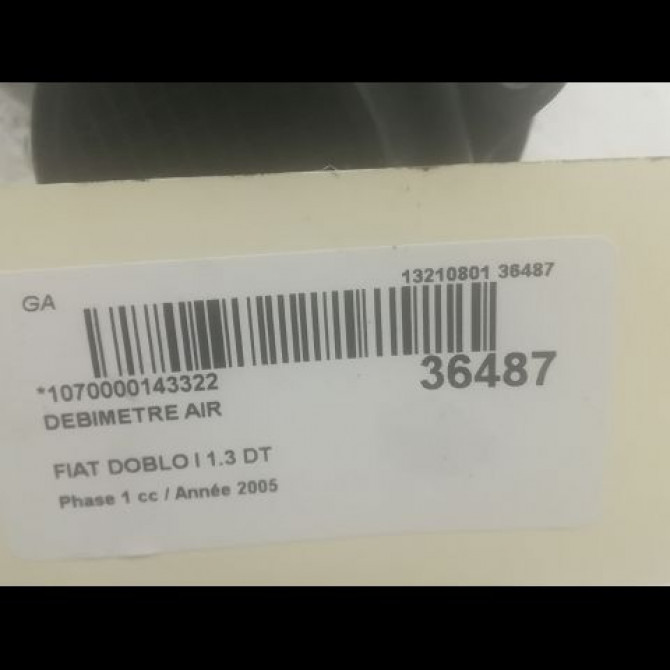 GA
13210801 36487
*1070000143322
36487
DEBIMETRE AIR
FIAT DOBLO I 1.3 DT
Phase 1 cc / Année 2005